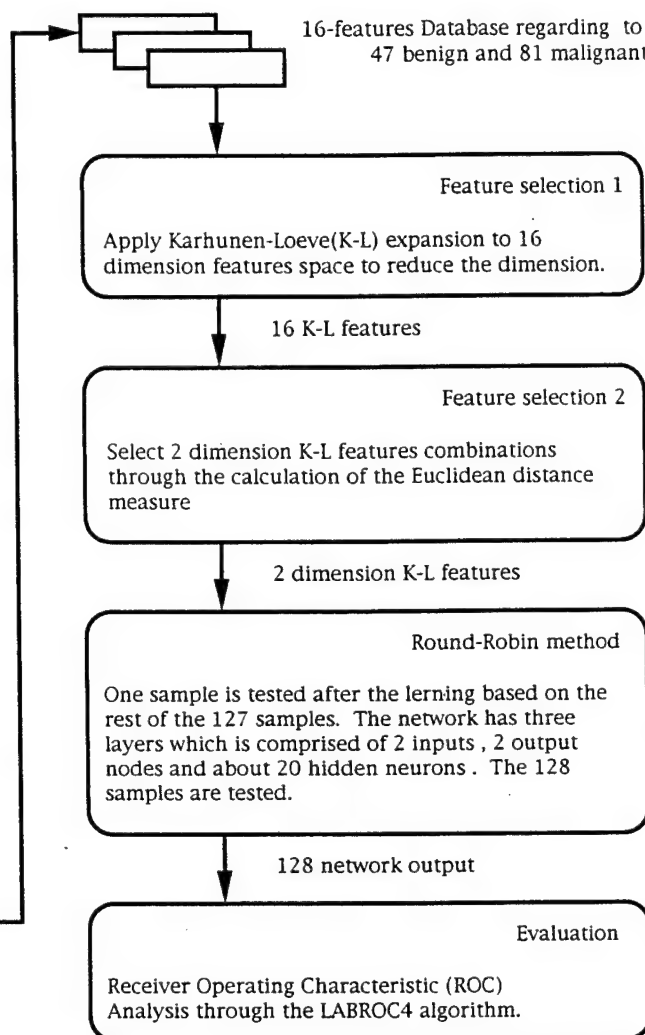 16-features Database regarding to
47 benign and 81 malignant
Feature selection 1
Apply Karhunen-Loeve(K-L) expansion to 16
dimension features space to reduce the dimension.
16 K-L features
Feature selection 2
Select 2 dimension K-L features combinations
through the calculation of the Euclidean distance
measure
2 dimension K-L features
Round-Robin method
One sample is tested after the lerning based on the
rest of the 127 samples. The network has three
layers which is comprised of 2 inputs , 2 output
nodes and about 20 hidden neurons . The 128
samples are tested.
128 network output
Evaluation
Receiver Operating Characteristic (ROC)
Analysis through the LABROC4 algorithm.